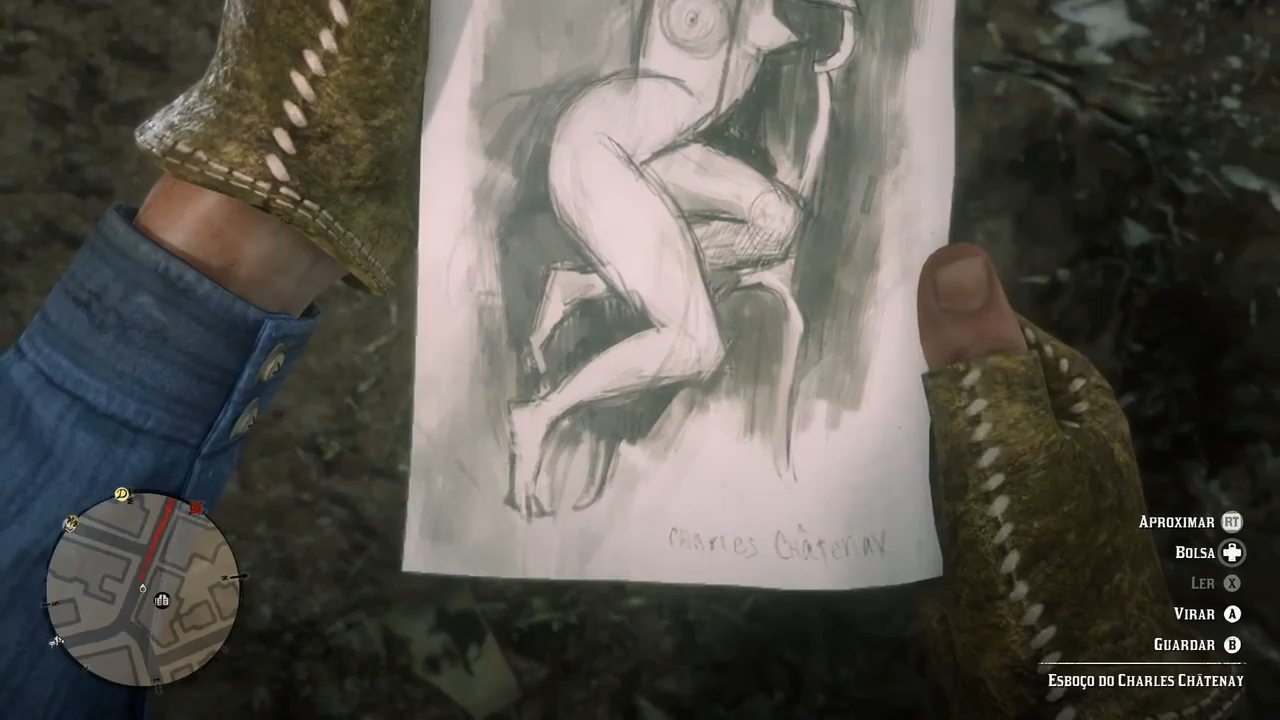 Charles Châtenay
APROXIMAR RT
BOLSA
LER X
VIRAR A
GUARDAR B
ESBOÇO DO CHARLES CHÂTENAY